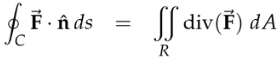 ∮_C F⃗ · n̂ ds = ∬_R div(F⃗) dA